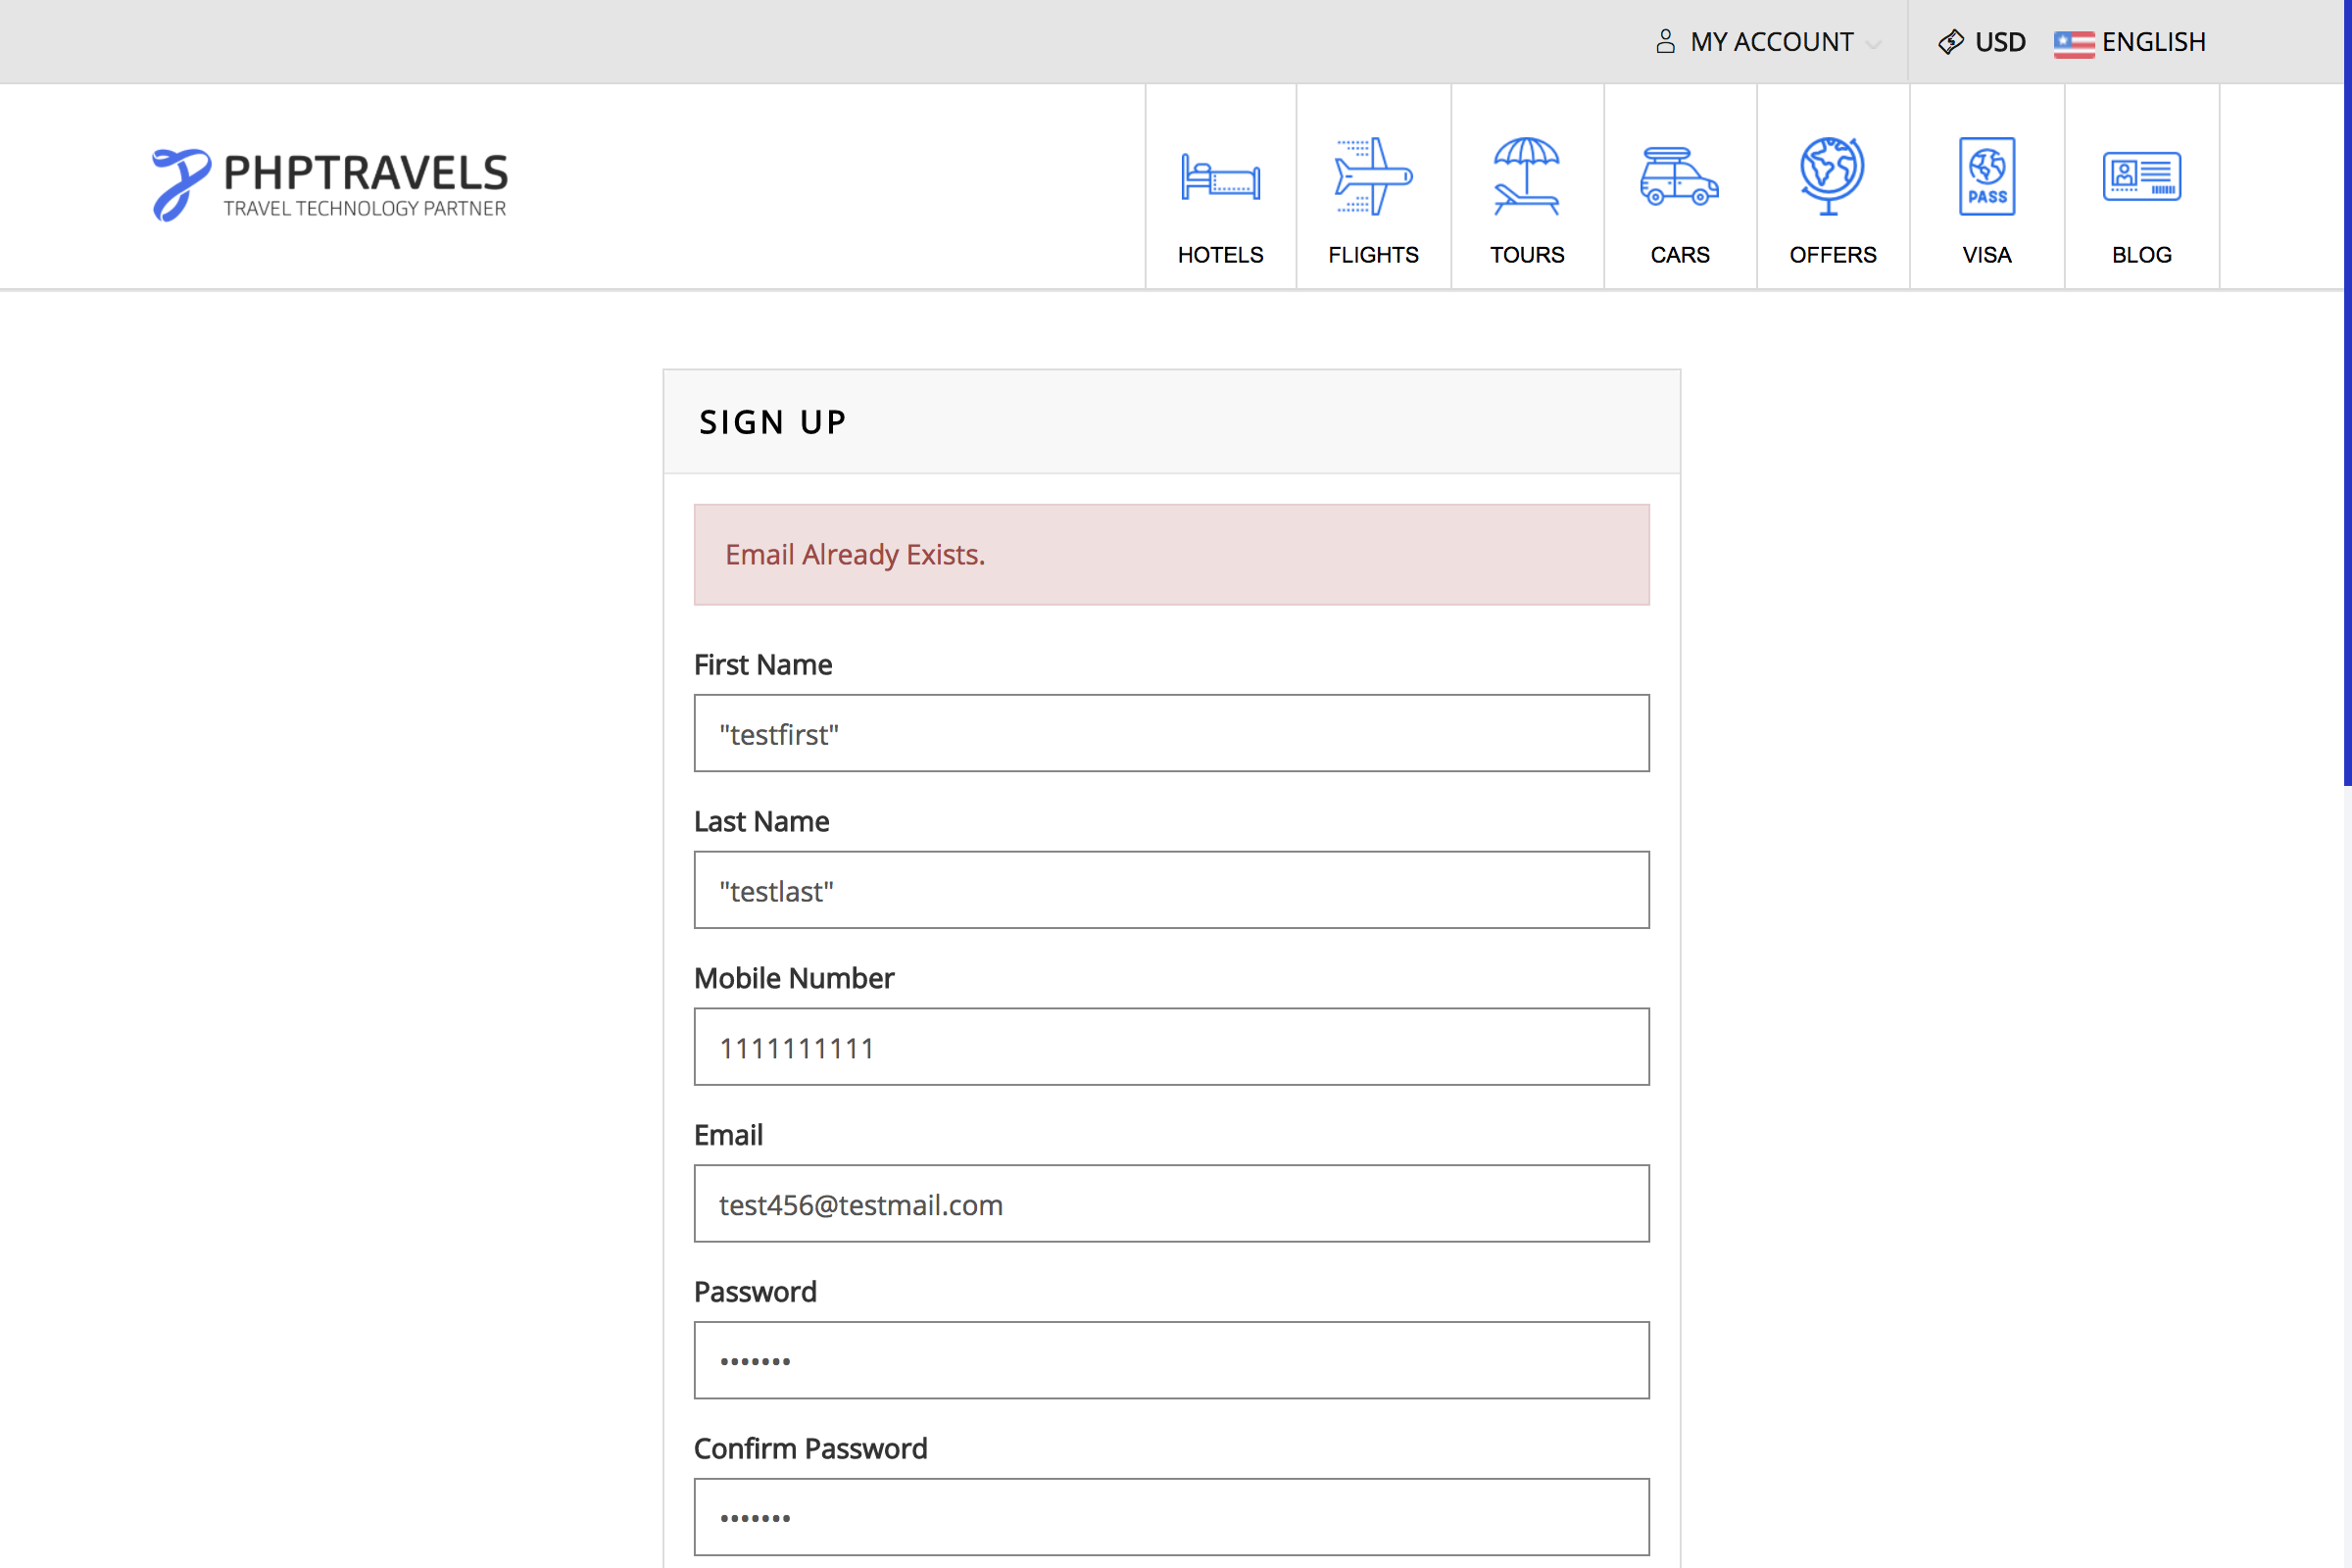 MY ACCOUNT USD ENGLISH
PHPTRAVELS
TRAVEL TECHNOLOGY PARTNER
PASS
HOTELS FLIGHTS TOURS CARS OFFERS VISA BLOG
SIGN UP
Email Already Exists.
First Name
"testfirst"
Last Name
"testlast"
Mobile Number
1111111111
Email
test456@testmail.com
Password
•••••••
Confirm Password
•••••••